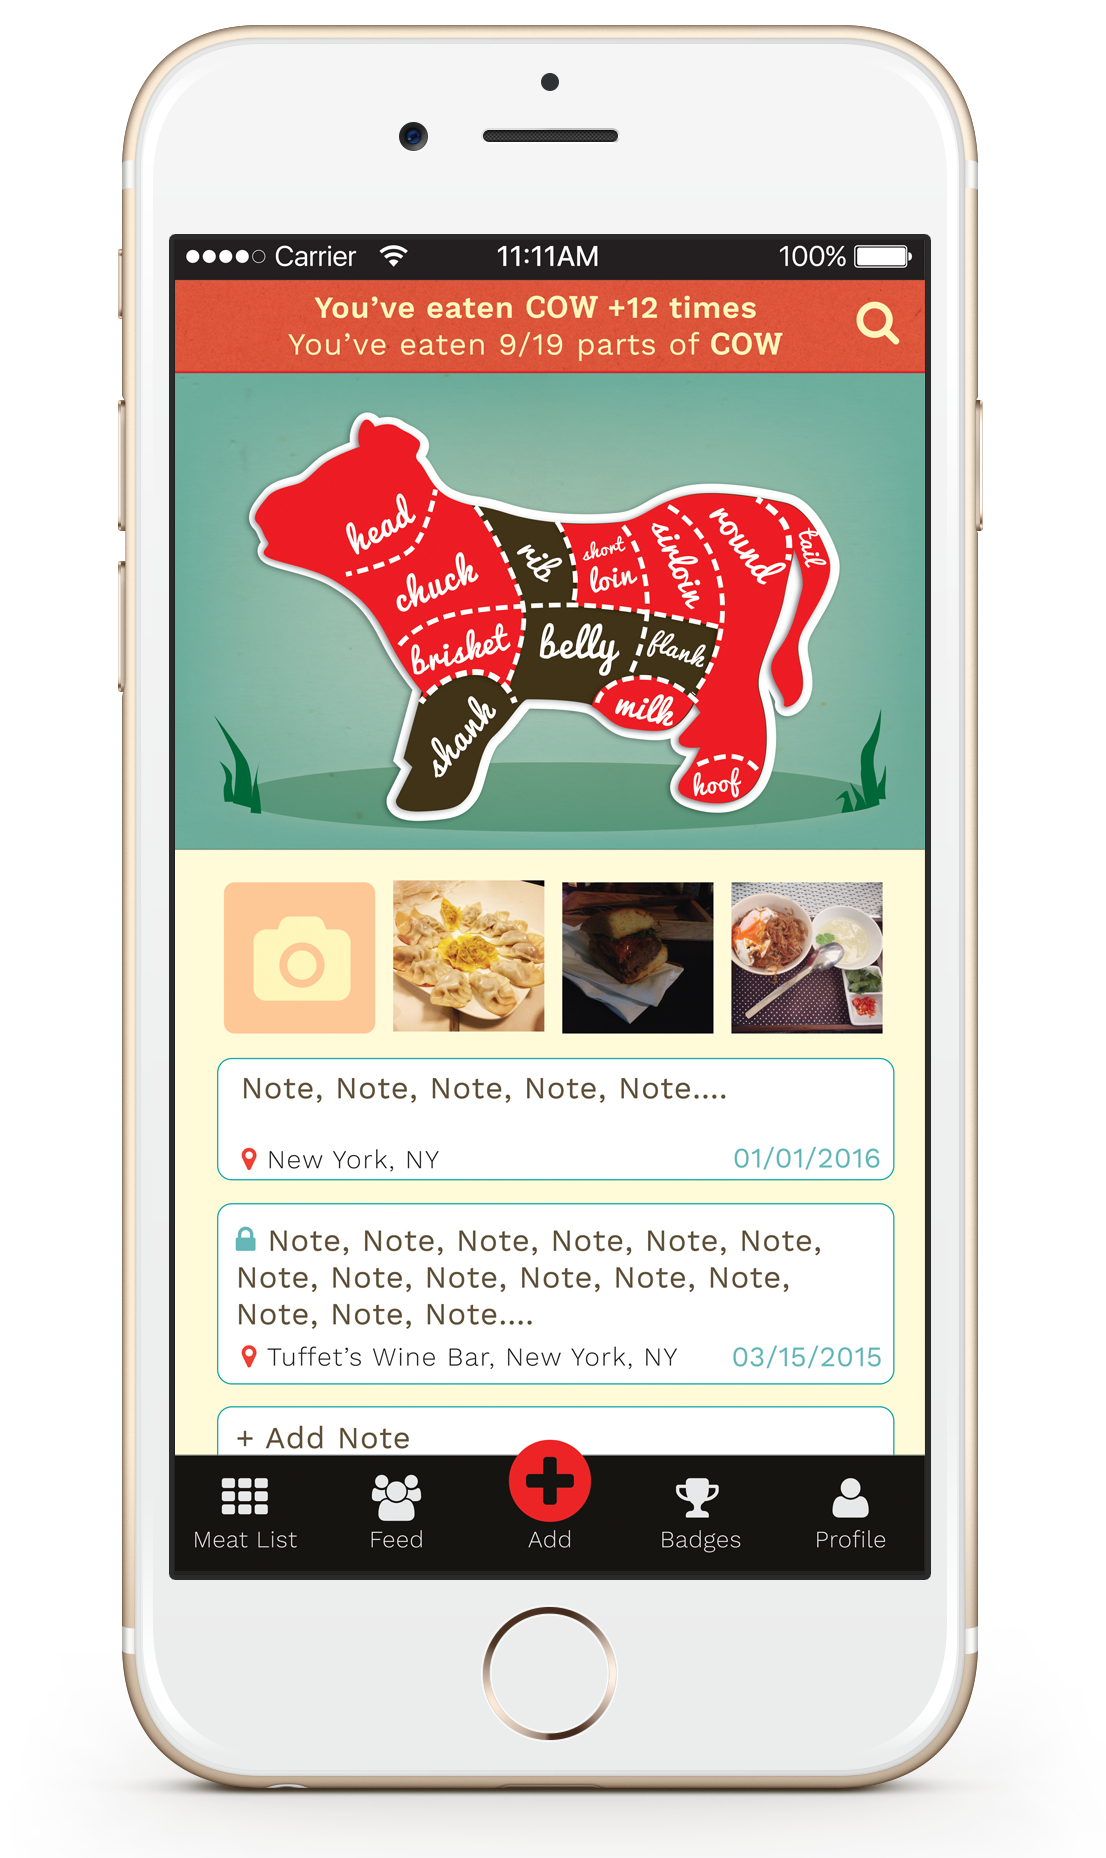 Carrier 11:11AM 100%
You've eaten COW +12 times
You've eaten 9/19 parts of COW
head
chuck
brisket
shank
rib
belly
short
loin
sirloin
flank
milk
round
tail
hoof
Note, Note, Note, Note, Note....
New York, NY 01/01/2016
Note, Note, Note, Note, Note, Note,
Note, Note, Note, Note, Note, Note,
Note, Note, Note....
Tuffet's Wine Bar, New York, NY 03/15/2015
+ Add Note
Meat List Feed Add Badges Profile